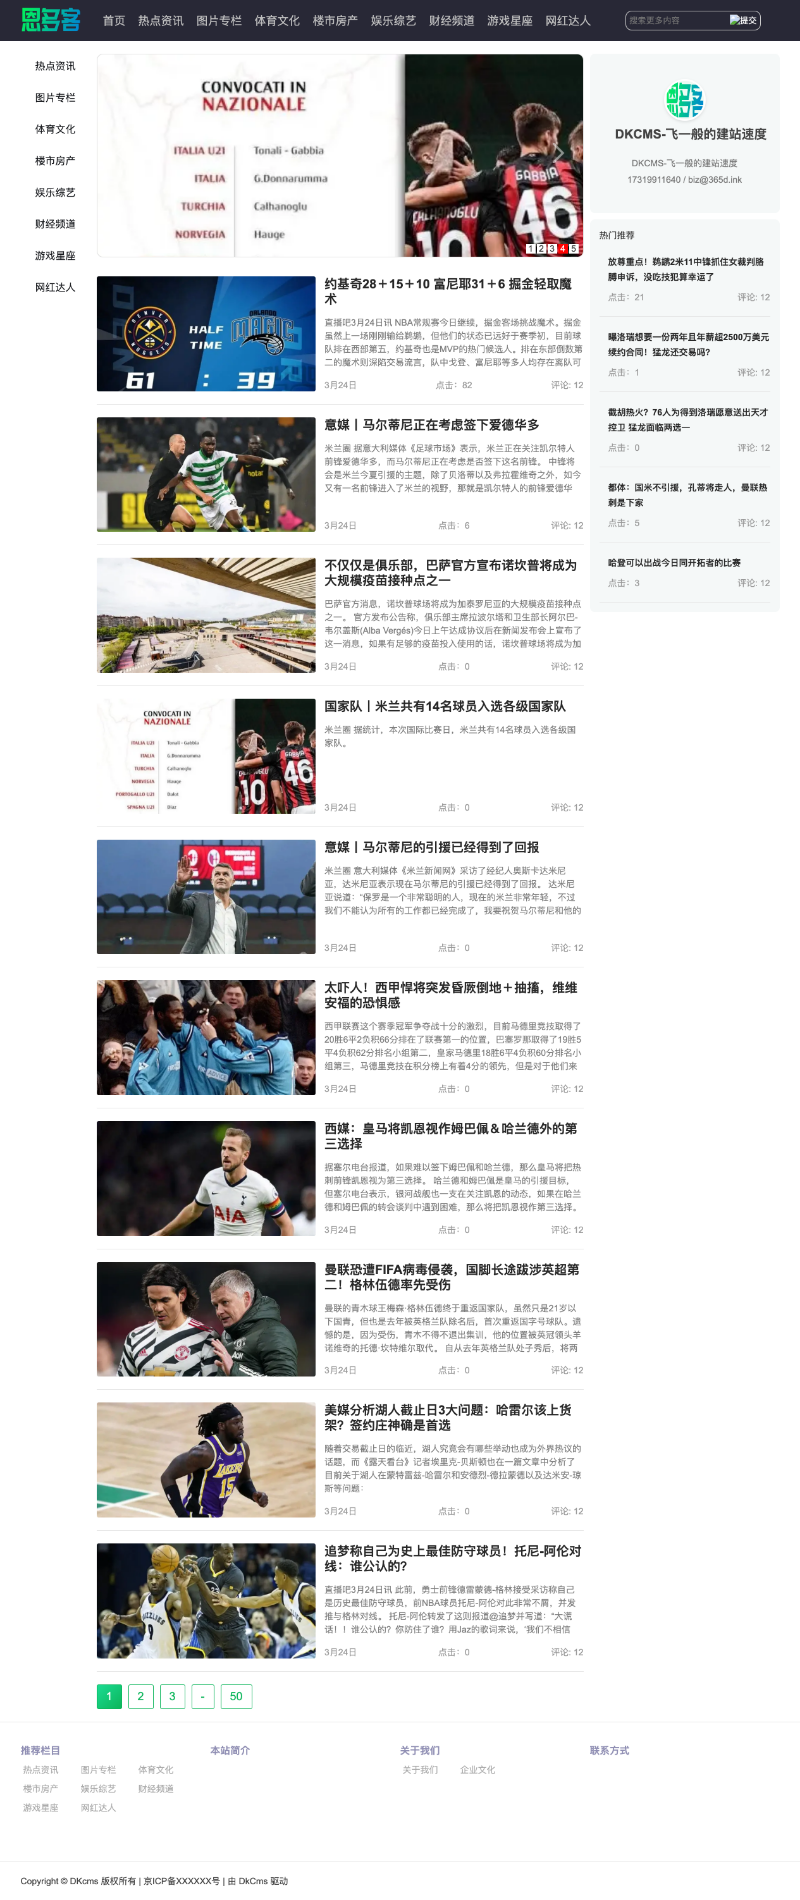 恩多客
首页 热点资讯 图片专栏 体育文化 楼市房产 娱乐综艺 财经频道 游戏星座 网红达人
搜索更多内容
提交
热点资讯
图片专栏
体育文化
楼市房产
娱乐综艺
财经频道
游戏星座
网红达人
CONVOCATI IN
NAZIONALE
ITALIA U21 Tonali - Gabbia
ITALIA G.Donnarumma
TURCHIA Calhanoglu
NORVEGIA Hauge
1 2 3 4 5
约基奇28+15+10 富尼耶31+6 掘金轻取魔
术
直播吧3月24日讯 NBA常规赛今日继续，掘金客场挑战魔术。掘金
虽然上一场刚刚输给鹈鹕，但他们的状态已远好于赛季初，目前球
队排在西部第五，约基奇也是MVP的热门候选人。排在东部倒数第
二的魔术则深陷交易流言，队中戈登、富尼耶等多人均存在离队可
3月24日 点击：82 评论: 12
HALF
TIME
61 : 39
意媒丨马尔蒂尼正在考虑签下爱德华多
米兰圈 据意大利媒体《足球市场》表示，米兰正在关注凯尔特人
前锋爱德华多，而马尔蒂尼正在考虑是否签下这名前锋。 中锋将
会是米兰今夏引援的主题，除了贝洛蒂以及弗拉霍维奇之外，如今
又有一名前锋进入了米兰的视野，那就是凯尔特人的前锋爱德华
3月24日 点击：6 评论: 12
不仅仅是俱乐部，巴萨官方宣布诺坎普将成为
大规模疫苗接种点之一
巴萨官方消息，诺坎普球场将成为加泰罗尼亚的大规模疫苗接种点
之一。 官方发布公告称，俱乐部主席拉波尔塔和卫生部长阿尔巴-
韦尔盖斯(Alba Vergés)今日上午达成协议后在新闻发布会上宣布了
这一消息，如果有足够的疫苗投入使用的话，诺坎普球场将成为加
3月24日 点击：0 评论: 12
国家队丨米兰共有14名球员入选各级国家队
米兰圈 据统计，本次国际比赛日，米兰共有14名球员入选各级国
家队。
3月24日 点击：0 评论: 12
意媒丨马尔蒂尼的引援已经得到了回报
米兰圈 意大利媒体《米兰新闻网》采访了经纪人奥斯卡达米尼
亚，达米尼亚表示现在马尔蒂尼的引援已经得到了回报。 达米尼
亚说道：“保罗是一个非常聪明的人，现在的米兰非常年轻，不过
我们不能认为所有的工作都已经完成了，我要祝贺马尔蒂尼和他的
3月24日 点击：0 评论: 12
太吓人！西甲悍将突发昏厥倒地+抽搐，维维
安福的恐惧感
西甲联赛这个赛季冠军争夺战十分的激烈，目前马德里竞技取得了
20胜6平2负积66分排在了联赛第一的位置，巴塞罗那取得了19胜5
平4负积62分排名小组第二，皇家马德里18胜6平4负积60分排名小
组第三，马德里竞技在积分榜上有着4分的领先，但是对于他们来
3月24日 点击：0 评论: 12
西媒：皇马将凯恩视作姆巴佩＆哈兰德外的第
三选择
据塞尔电台报道，如果难以签下姆巴佩和哈兰德，那么皇马将把热
刺前锋凯恩视为第三选择。 哈兰德和姆巴佩是皇马的引援目标，
但塞尔电台表示，银河战舰也一支在关注凯恩的动态，如果在哈兰
德和姆巴佩的转会谈判中遇到困难，那么将把凯恩视作第三选择。
3月24日 点击：0 评论: 12
曼联恐遭FIFA病毒侵袭，国脚长途跋涉英超第
二！格林伍德率先受伤
曼联的青木球王梅森·格林伍德终于重返国家队，虽然只是21岁以
下国青，但也是去年被英格兰队除名后，首次重返国字号球队。遗
憾的是，因为受伤，青木不得不退出集训，他的位置被英冠领头羊
诺维奇的托德·坎特维尔取代。 自从去年英格兰队处子秀后，将两
3月24日 点击：0 评论: 12
美媒分析湖人截止日3大问题：哈雷尔该上货
架？签约庄神确是首选
随着交易截止日的临近，湖人究竟会有哪些举动也成为外界热议的
话题，而《露天看台》记者埃里克-贝斯顿也在一篇文章中分析了
目前关于湖人在蒙特雷兹-哈雷尔和安德烈-德拉蒙德以及达米安-琼
斯等问题：
3月24日 点击：0 评论: 12
追梦称自己为史上最佳防守球员！托尼-阿伦对
线：谁公认的？
直播吧3月24日讯 此前，勇士前锋德雷蒙德-格林接受采访称自己
是历史最佳防守球员，前NBA球员托尼-阿伦对此非常不屑，并发
推与格林对线。 托尼-阿伦转发了这则报道@追梦并写道：“大谎
话！！谁公认的？你防住了谁？用Jaz的歌词来说，‘我们不相信
3月24日 点击：0 评论: 12
1 2 3 - 50
DKCMS-飞一般的建站速度
DKCMS-飞一般的建站速度
17319911640 / biz@365d.ink
热门推荐
放尊重点！鹈鹕2米11中锋抓住女裁判胳
膊申诉，没吃技犯算幸运了
点击：21 评论: 12
曝洛瑞想要一份两年且年薪超2500万美元
续约合同！猛龙还交易吗？
点击：1 评论: 12
截胡热火？76人为得到洛瑞愿意送出天才
控卫 猛龙面临两选一
点击：0 评论: 12
都体：国米不引援，孔蒂将走人，曼联热
刺是下家
点击：5 评论: 12
哈登可以出战今日同开拓者的比赛
点击：3 评论: 12
推荐栏目 本站简介 关于我们 联系方式
热点资讯 图片专栏 体育文化 关于我们 企业文化
楼市房产 娱乐综艺 财经频道
游戏星座 网红达人
Copyright © DKcms 版权所有 | 京ICP备XXXXXX号 | 由 DkCms 驱动